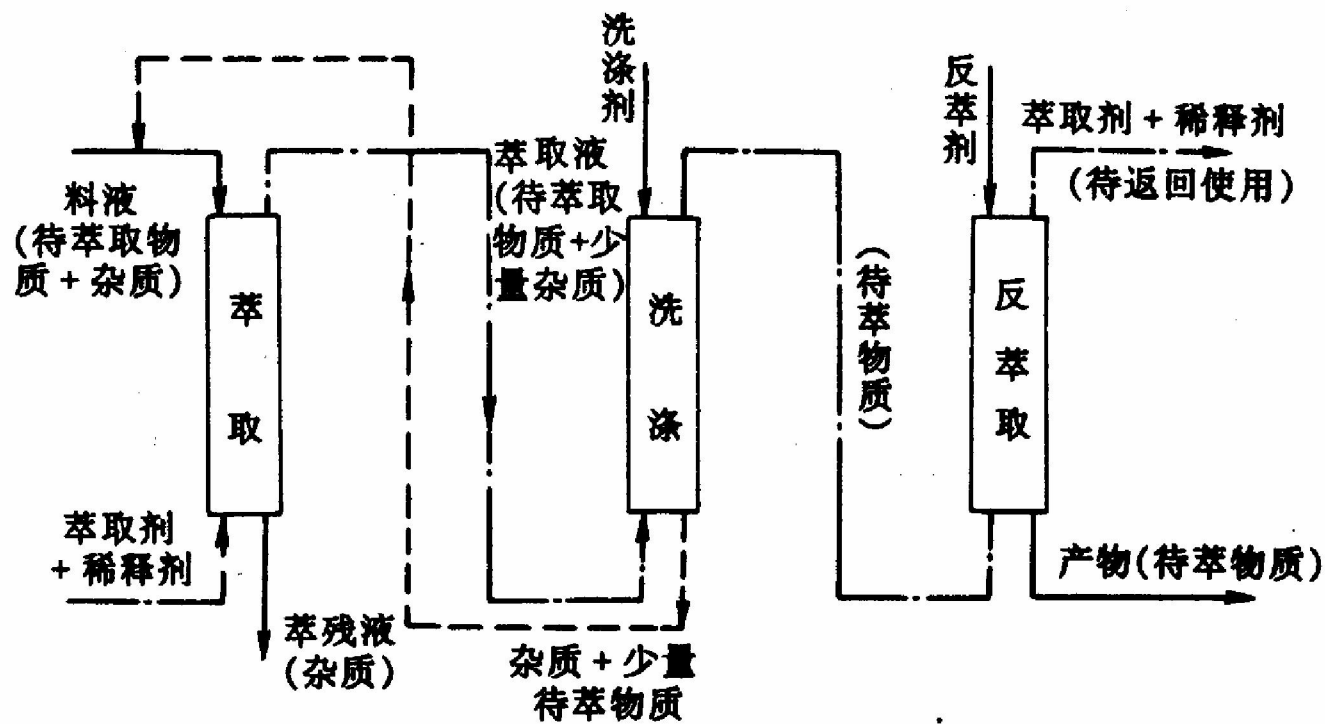 料液
(待萃取物
质+杂质)
萃取
萃取剂
+稀释剂
萃残液
(杂质)
萃取液
(待萃取
物质+少
量杂质)
洗涤剂
洗涤
杂质+少量
待萃物质
(待萃物质)
反萃剂
反萃取
萃取剂+稀释剂
(待返回使用)
产物(待萃物质)